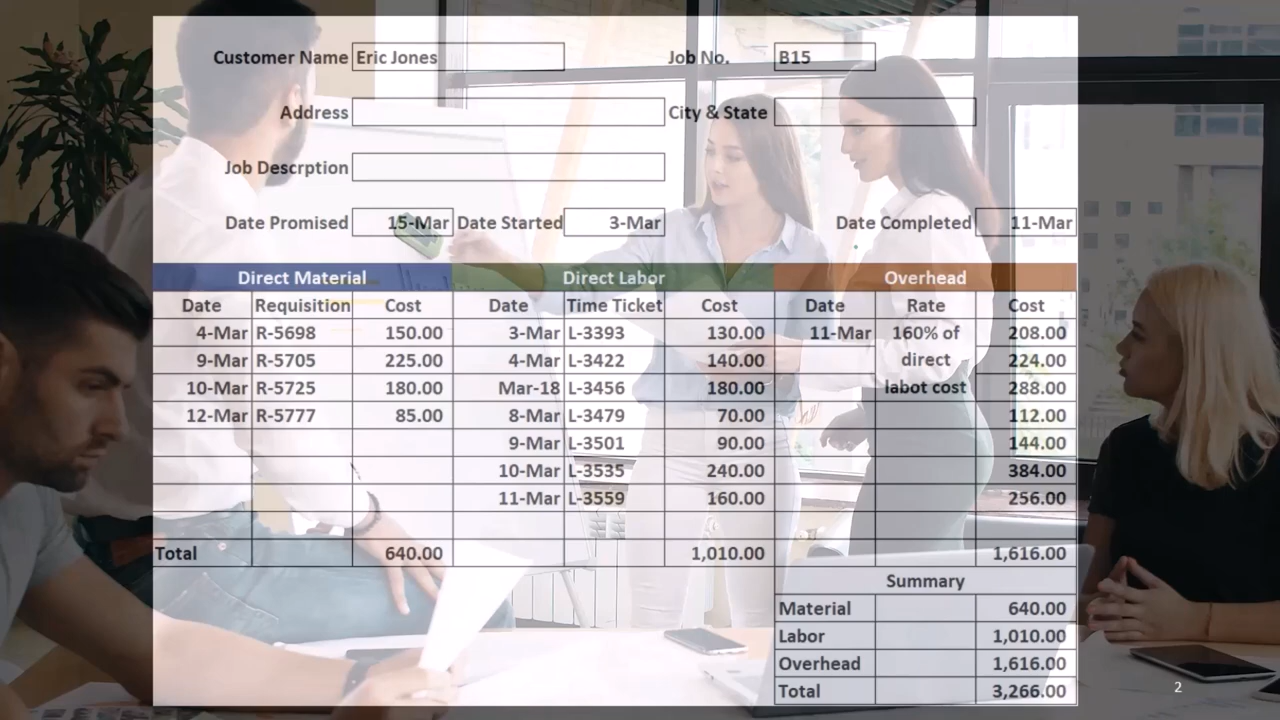 Customer Name Eric Jones Job No. B15
Address City & State
Job Descrption
Date Promised 15-Mar Date Started 3-Mar Date Completed 11-Mar
Direct Material Direct Labor Overhead
Date Requisition Cost Date Time Ticket Cost Date Rate Cost
4-Mar R-5698 150.00 3-Mar L-3393 130.00 11-Mar 160% of 208.00
9-Mar R-5705 225.00 4-Mar L-3422 140.00 direct 224.00
10-Mar R-5725 180.00 Mar-18 L-3456 180.00 labot cost 288.00
12-Mar R-5777 85.00 8-Mar L-3479 70.00 112.00
9-Mar L-3501 90.00 144.00
10-Mar L-3535 240.00 384.00
11-Mar L-3559 160.00 256.00
Total 640.00 1,010.00 1,616.00
Summary
Material 640.00
Labor 1,010.00
Overhead 1,616.00
Total 3,266.00
2